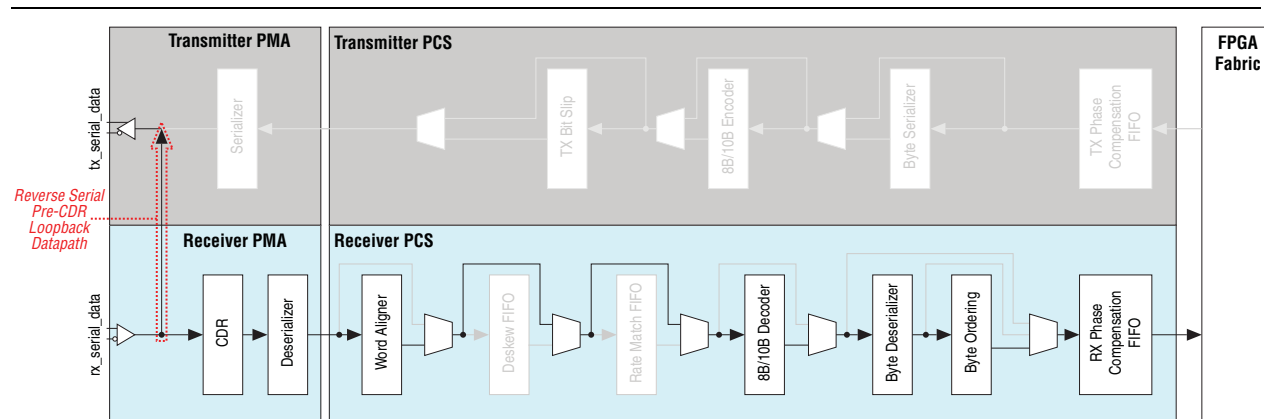 Transmitter PMA
Transmitter PCS
FPGA
Fabric
tx_serial_data
Serializer
TX Bit Slip
8B/10B Encoder
Byte Serializer
TX Phase
Compensation
FIFO
Reverse Serial
Pre-CDR
Loopback
Datapath
Receiver PMA
Receiver PCS
rx_serial_data
CDR
Deserializer
Word Aligner
Deskew FIFO
Rate Match FIFO
8B/10B Decoder
Byte Deserializer
Byte Ordering
RX Phase
Compensation
FIFO